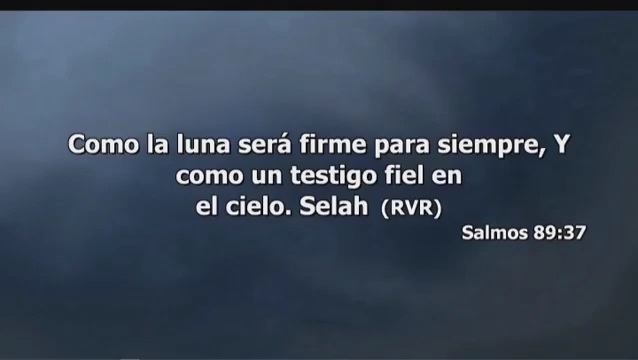 Como la luna será firme para siempre, Y
como un testigo fiel en
el cielo. Selah (RVR)
Salmos 89:37